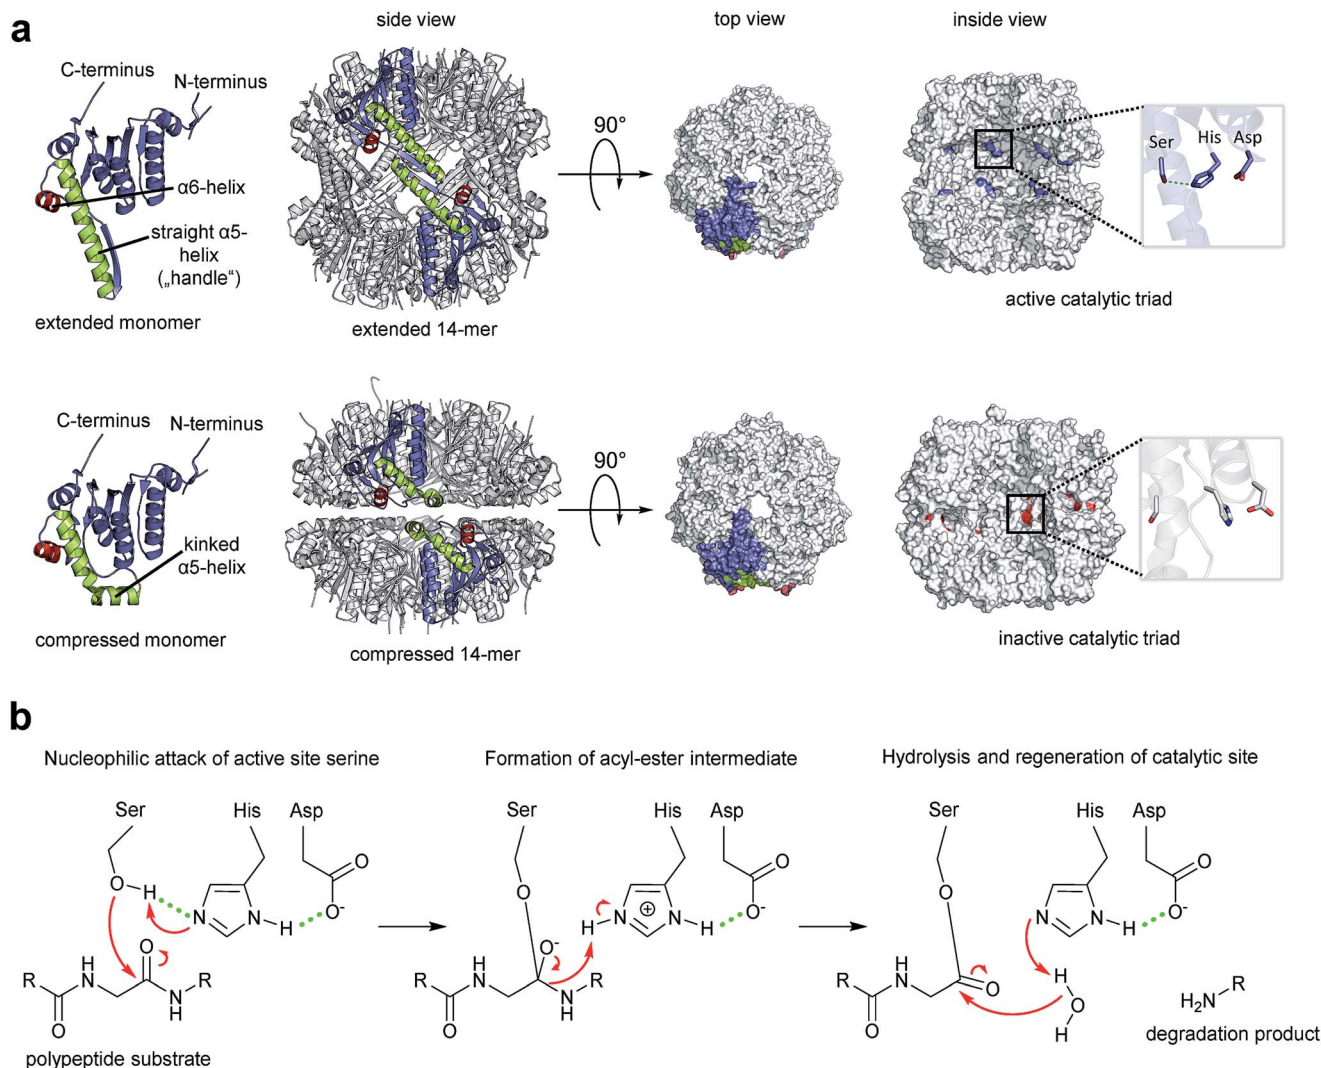 a
side view
top view
inside view
C-terminus
N-terminus
90°
Ser
His
Asp
α6-helix
straight α5-
helix
(„handle“)
extended monomer
extended 14-mer
active catalytic triad
C-terminus
N-terminus
90°
kinked
α5-helix
compressed monomer
compressed 14-mer
inactive catalytic triad
b
Nucleophilic attack of active site serine
Formation of acyl-ester intermediate
Hydrolysis and regeneration of catalytic site
Ser
His
Asp
Ser
His
Asp
Ser
His
Asp
O
O
O
O H
N
O
O-
N H
O-
N H
O-
H N
N H
O
O-
H
R
H
N
O
N
H
R
R
H
N
N
H
R
R
H
N
O
H
O
H
H2N
R
O
O
O
polypeptide substrate
degradation product